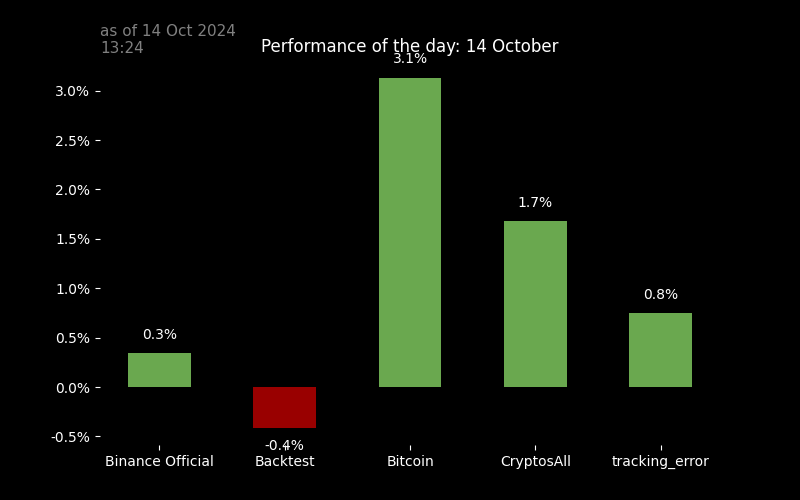 as of 14 Oct 2024
13:24
Performance of the day: 14 October
3.1%
3.0%
2.5%
2.0%
1.7%
1.5%
1.0%
0.8%
0.5%
0.3%
0.0%
-0.5%
-0.4%
Binance Official
Backtest
Bitcoin
CryptosAll
tracking_error